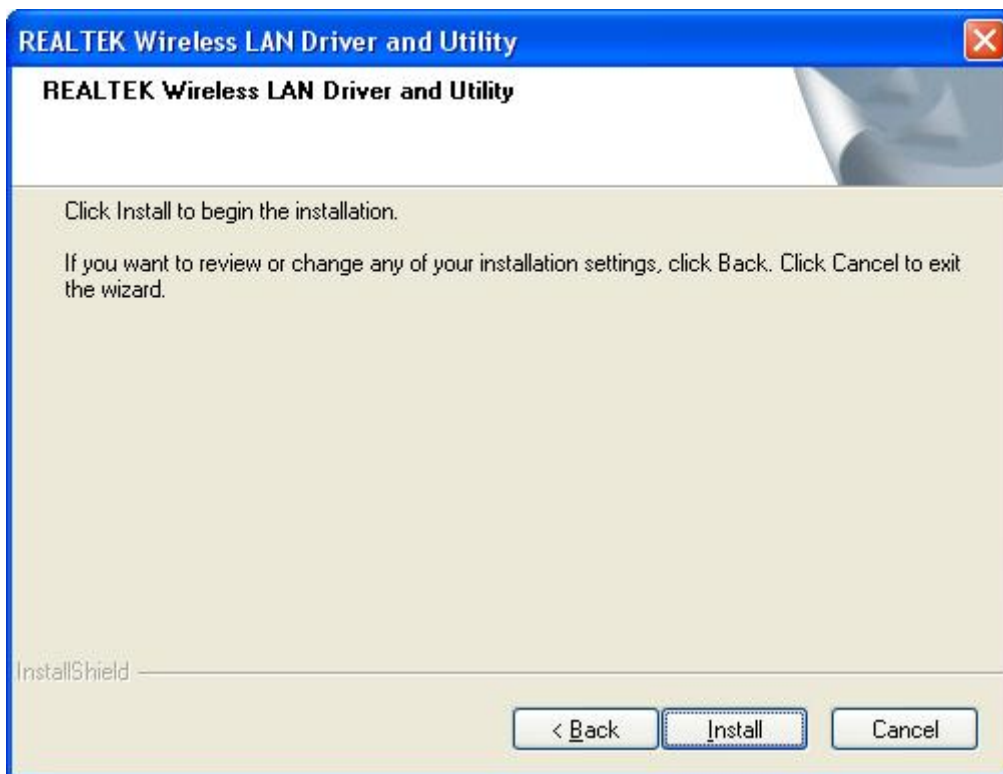 REALTEK Wireless LAN Driver and Utility
REALTEK Wireless LAN Driver and Utility
Click Install to begin the installation.
If you want to review or change any of your installation settings, click Back. Click Cancel to exit
the wizard.
InstallShield
< Back
Install
Cancel